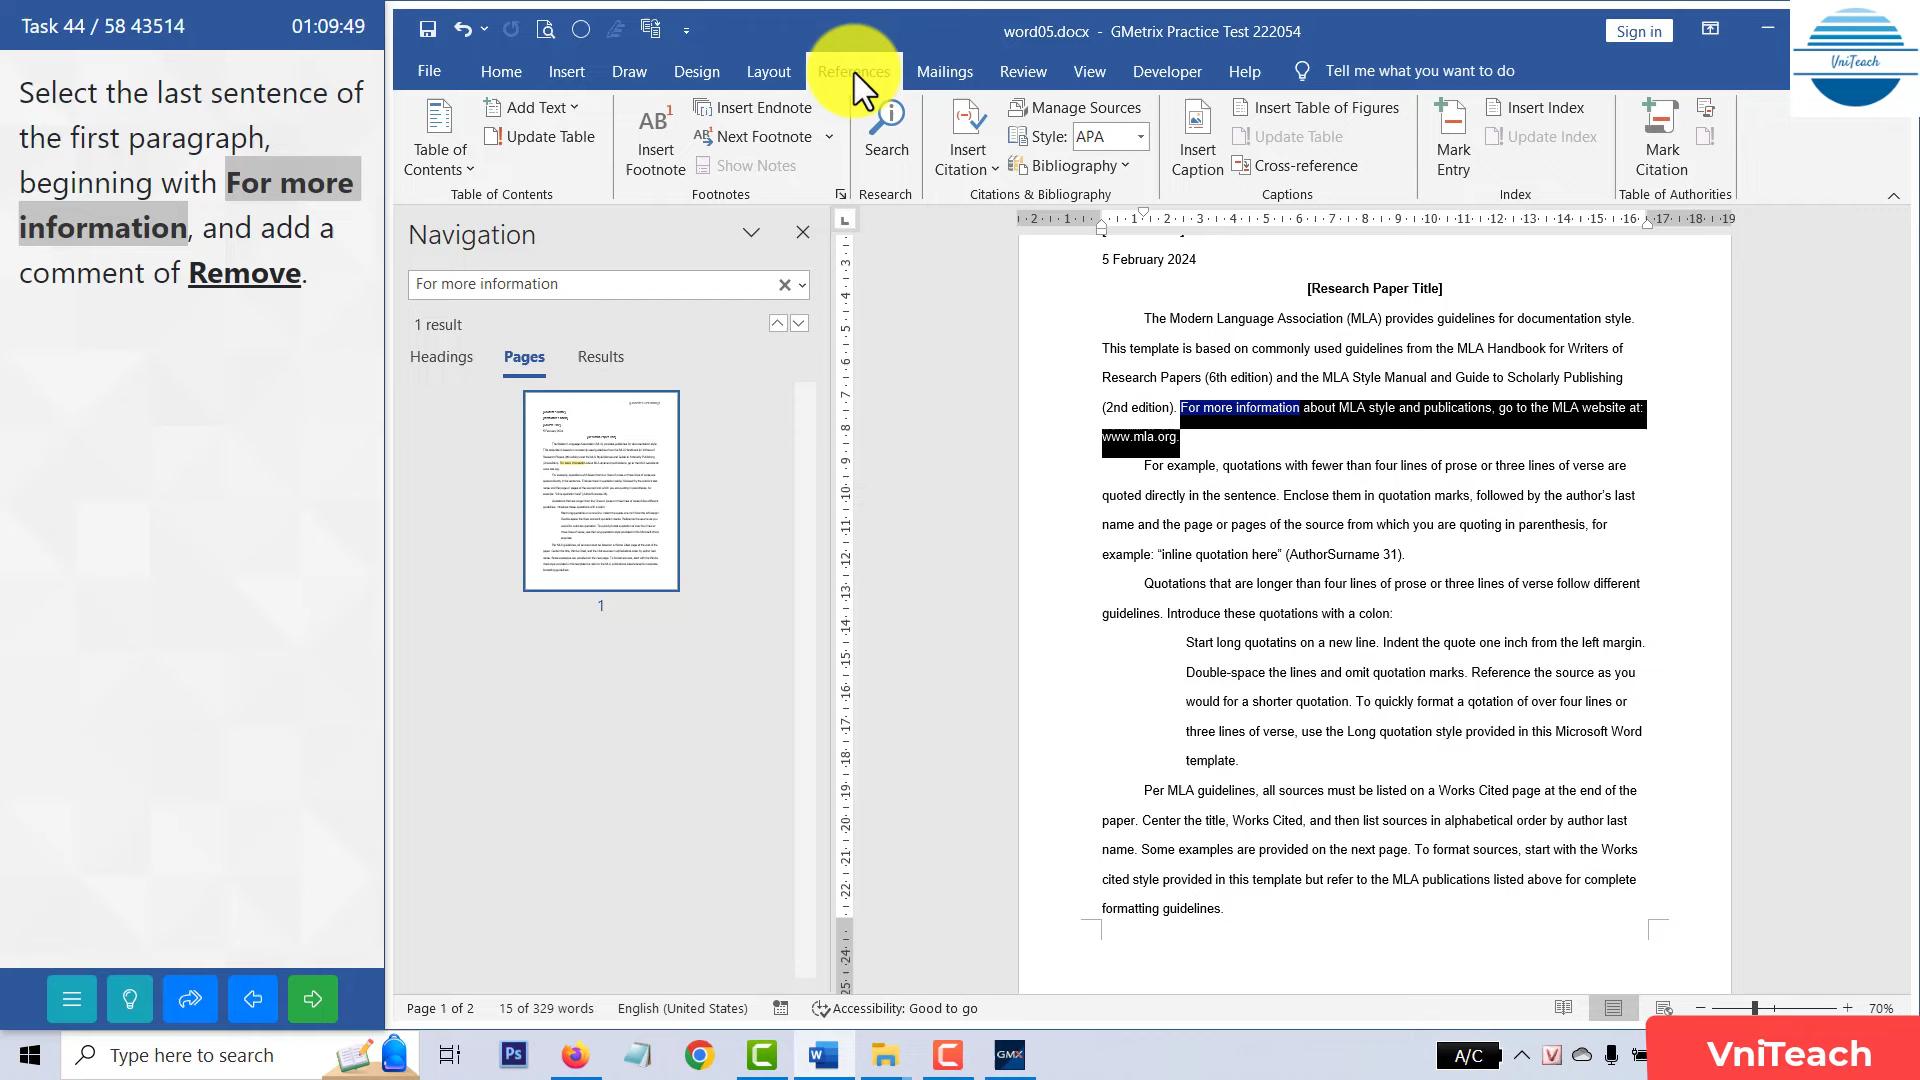 Task 44 / 58 43514
01:09:49
Select the last sentence of
the first paragraph,
beginning with For more
information, and add a
comment of Remove.
word05.docx - GMetrix Practice Test 222054
Sign in
VniTeach
File
Home
Insert
Draw
Design
Layout
References
Mailings
Review
View
Developer
Help
Tell me what you want to do
Table of
Contents
Add Text
Update Table
Table of Contents
AB1
Insert
Footnote
Insert Endnote
Next Footnote
Show Notes
Footnotes
Search
Research
Insert
Citation
Manage Sources
Style: APA
Bibliography
Citations & Bibliography
Insert
Caption
Insert Table of Figures
Update Table
Cross-reference
Captions
Mark
Entry
Insert Index
Update Index
Index
Mark
Citation
Table of Authorities
Navigation
For more information
1 result
Headings
Pages
Results
1
5 February 2024
[Research Paper Title]
The Modern Language Association (MLA) provides guidelines for documentation style.
This template is based on commonly used guidelines from the MLA Handbook for Writers of
Research Papers (6th edition) and the MLA Style Manual and Guide to Scholarly Publishing
(2nd edition). For more information about MLA style and publications, go to the MLA website at:
www.mla.org.
For example, quotations with fewer than four lines of prose or three lines of verse are
quoted directly in the sentence. Enclose them in quotation marks, followed by the author’s last
name and the page or pages of the source from which you are quoting in parenthesis, for
example: “inline quotation here” (AuthorSurname 31).
Quotations that are longer than four lines of prose or three lines of verse follow different
guidelines. Introduce these quotations with a colon:
Start long quotatins on a new line. Indent the quote one inch from the left margin.
Double-space the lines and omit quotation marks. Reference the source as you
would for a shorter quotation. To quickly format a qotation of over four lines or
three lines of verse, use the Long quotation style provided in this Microsoft Word
template.
Per MLA guidelines, all sources must be listed on a Works Cited page at the end of the
paper. Center the title, Works Cited, and then list sources in alphabetical order by author last
name. Some examples are provided on the next page. To format sources, start with the Works
cited style provided in this template but refer to the MLA publications listed above for complete
formatting guidelines.
Page 1 of 2
15 of 329 words
English (United States)
Accessibility: Good to go
70%
Type here to search
Ps
GMX
A/C
VniTeach